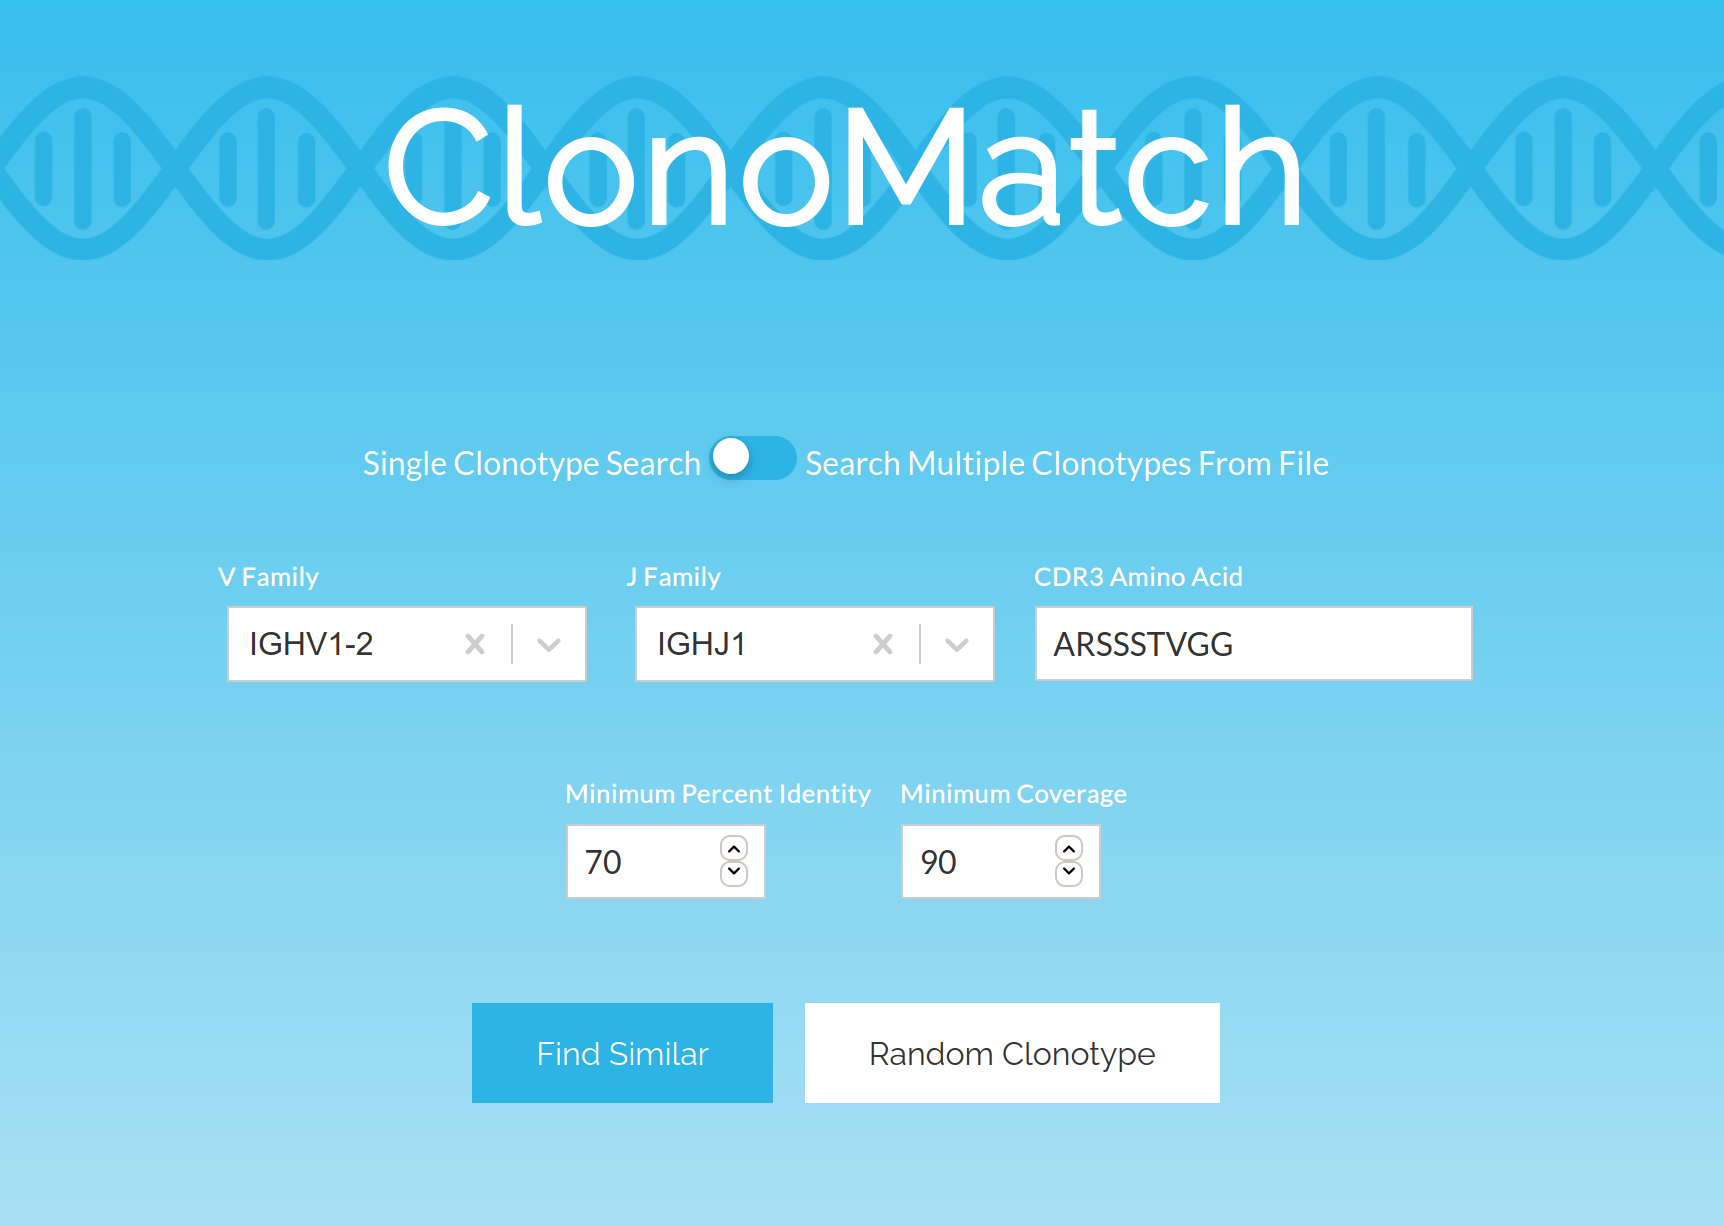 ClonoMatch
Single Clonotype Search Search Multiple Clonotypes From File
V Family J Family CDR3 Amino Acid
IGHV1-2 IGHJ1 ARSSSTVGG
Minimum Percent Identity Minimum Coverage
70 90
Find Similar Random Clonotype